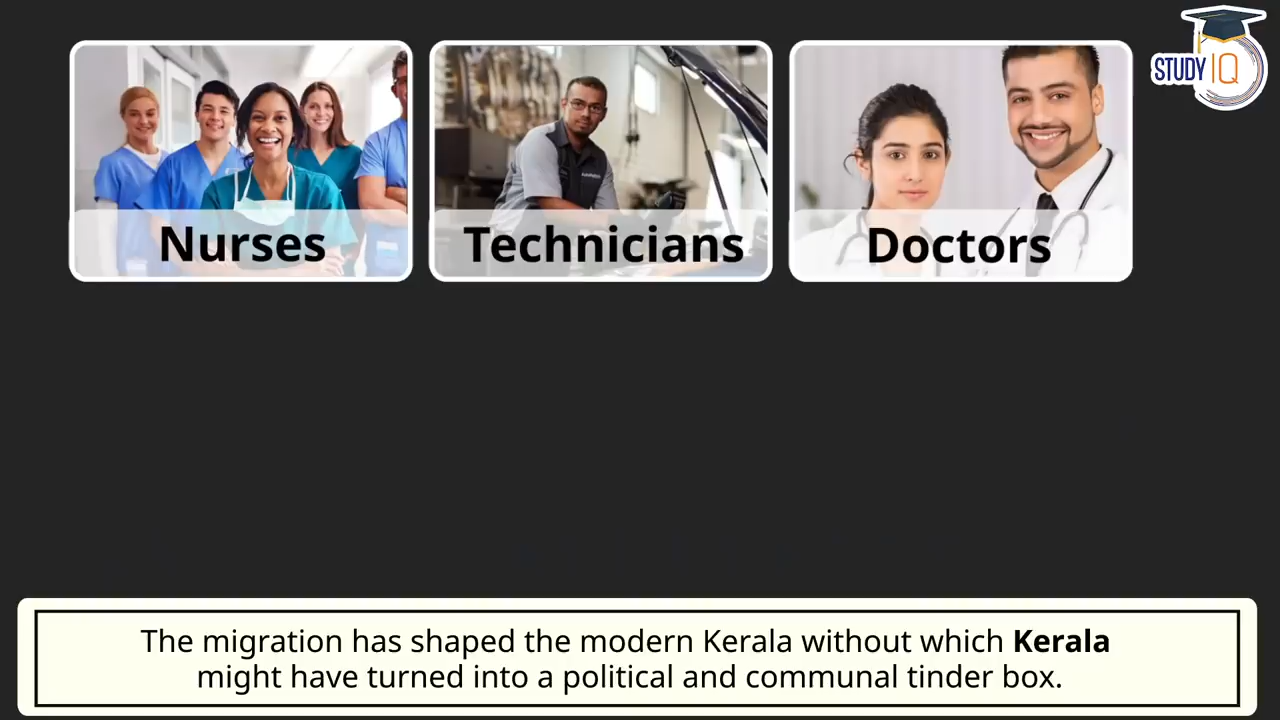 STUDY IQ
Nurses
Technicians
Doctors
The migration has shaped the modern Kerala without which Kerala
might have turned into a political and communal tinder box.